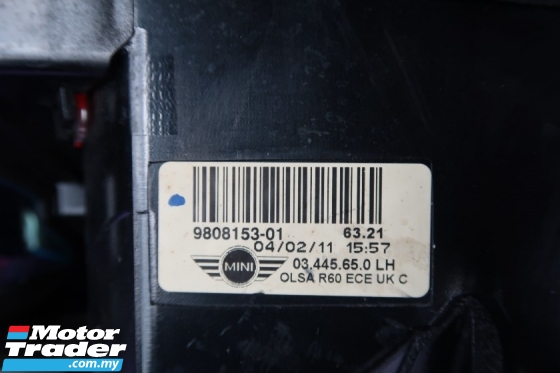 9808153-01 63.21
04/02/11 15:57
MINI
03.445.65.0 LH
OLSA R60 ECE UK C
Motor
Trader
.com.my